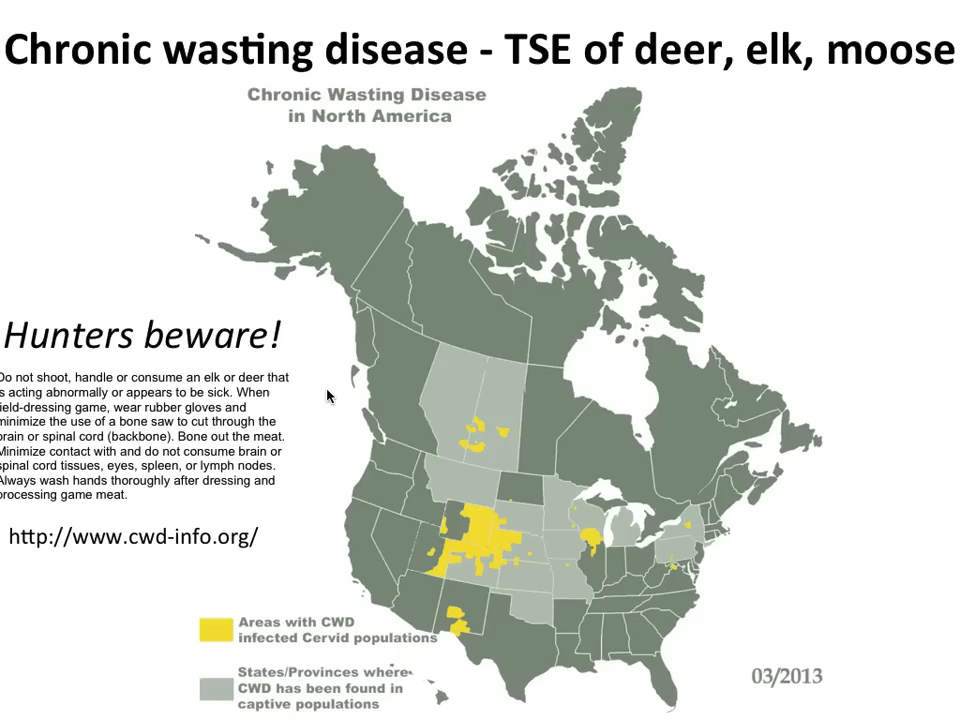 Chronic wasting disease - TSE of deer, elk, moose
Chronic Wasting Disease
in North America
Hunters beware!
Do not shoot, handle or consume an elk or deer that
is acting abnormally or appears to be sick. When
field-dressing game, wear rubber gloves and
minimize the use of a bone saw to cut through the
brain or spinal cord (backbone). Bone out the meat.
Minimize contact with and do not consume brain or
spinal cord tissues, eyes, spleen, or lymph nodes.
Always wash hands thoroughly after dressing and
processing game meat.
http://www.cwd-info.org/
Areas with CWD
infected Cervid populations
States/Provinces where
CWD has been found in
captive populations
03/2013